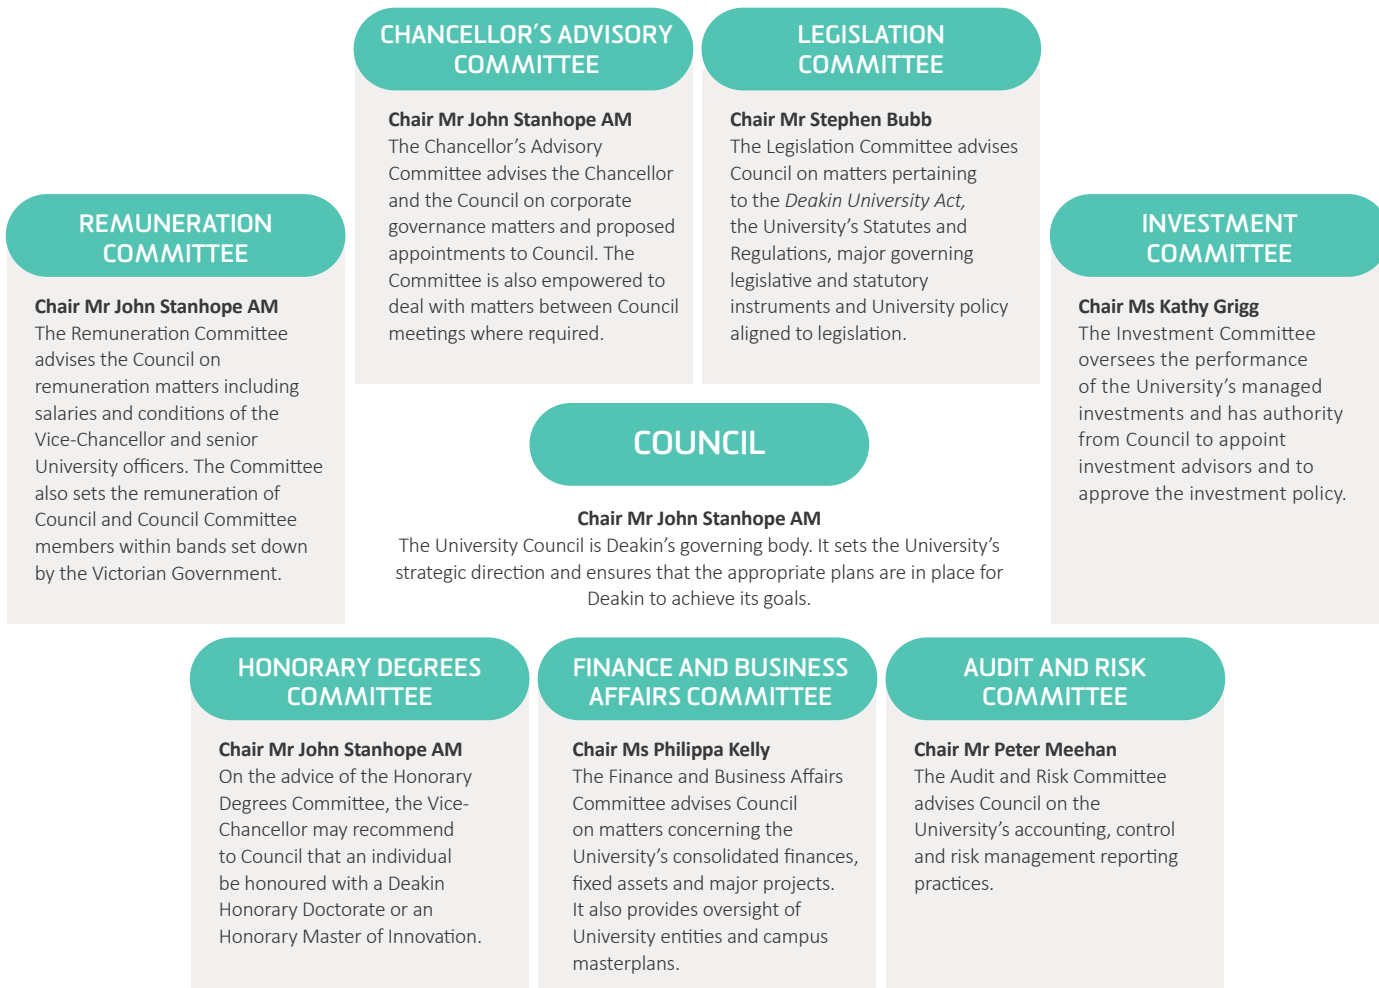 CHANCELLOR'S ADVISORY
COMMITTEE
Chair Mr John Stanhope AM
The Chancellor's Advisory
Committee advises the Chancellor
and the Council on corporate
governance matters and proposed
appointments to Council. The
Committee is also empowered to
deal with matters between Council
meetings where required.
LEGISLATION
COMMITTEE
Chair Mr Stephen Bubb
The Legislation Committee advises
Council on matters pertaining
to the Deakin University Act,
the University's Statutes and
Regulations, major governing
legislative and statutory
instruments and University policy
aligned to legislation.
REMUNERATION
COMMITTEE
Chair Mr John Stanhope AM
The Remuneration Committee
advises the Council on
remuneration matters including
salaries and conditions of the
Vice-Chancellor and senior
University officers. The Committee
also sets the remuneration of
Council and Council Committee
members within bands set down
by the Victorian Government.
INVESTMENT
COMMITTEE
Chair Ms Kathy Grigg
The Investment Committee
oversees the performance
of the University's managed
investments and has authority
from Council to appoint
investment advisors and to
approve the investment policy.
COUNCIL
Chair Mr John Stanhope AM
The University Council is Deakin's governing body. It sets the University's
strategic direction and ensures that the appropriate plans are in place for
Deakin to achieve its goals.
HONORARY DEGREES
COMMITTEE
Chair Mr John Stanhope AM
On the advice of the Honorary
Degrees Committee, the Vice-
Chancellor may recommend
to Council that an individual
be honoured with a Deakin
Honorary Doctorate or an
Honorary Master of Innovation.
FINANCE AND BUSINESS
AFFAIRS COMMITTEE
Chair Ms Philippa Kelly
The Finance and Business Affairs
Committee advises Council
on matters concerning the
University's consolidated finances,
fixed assets and major projects.
It also provides oversight of
University entities and campus
masterplans.
AUDIT AND RISK
COMMITTEE
Chair Mr Peter Meehan
The Audit and Risk Committee
advises Council on the
University's accounting, control
and risk management reporting
practices.